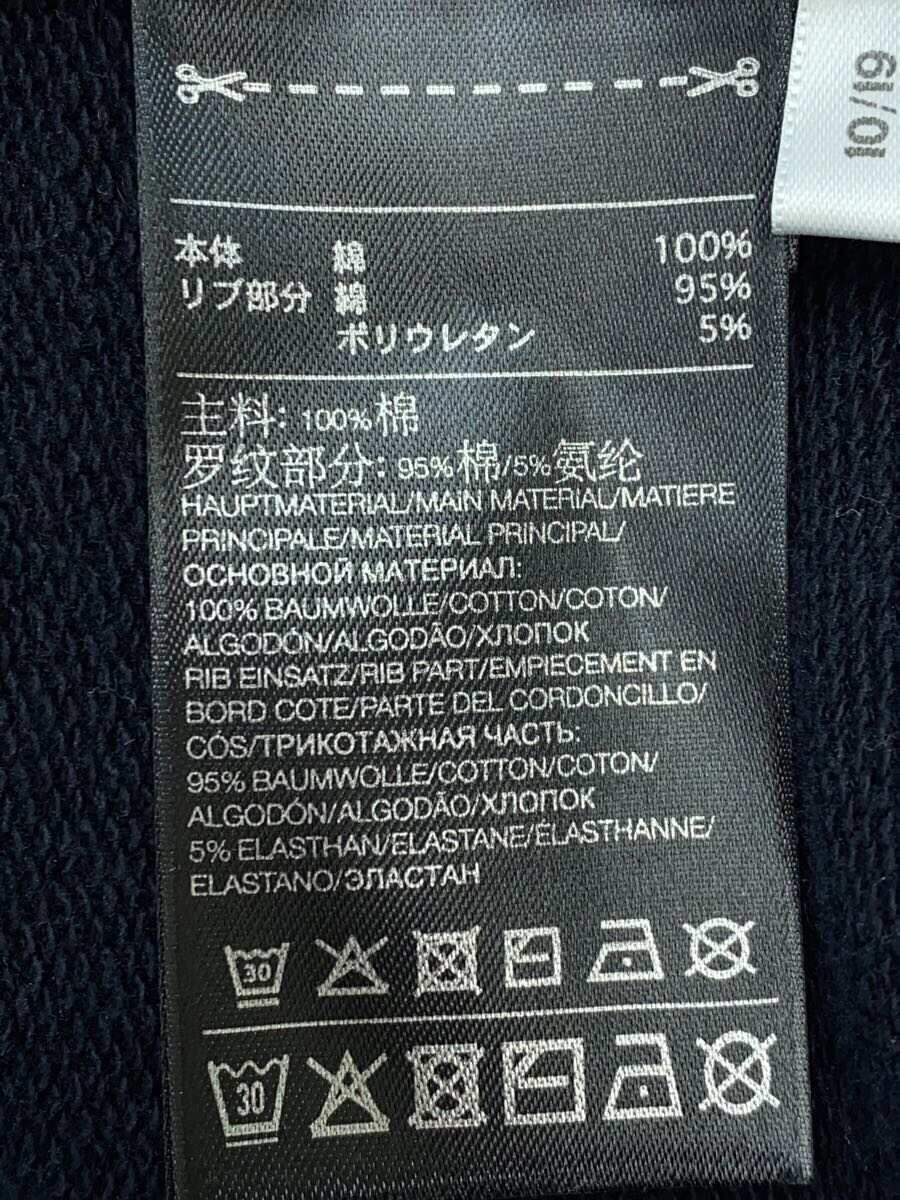 10/19
本体 綿 100%
リブ部分 綿 95%
ポリウレタン 5%
主料: 100%棉
罗纹部分: 95%棉/5%氨纶
HAUPTMATERIAL/MAIN MATERIAL/MATIERE
PRINCIPALE/MATERIAL PRINCIPAL/
ОСНОВНОЙ МАТЕРИАЛ:
100% BAUMWOLLE/COTTON/COTON/
ALGODÓN/ALGODÃO/ХЛОПОК
RIB EINSATZ/RIB PART/EMPIECEMENT EN
BORD COTE/PARTE DEL CORDONCILLO/
CÓS/ТРИКОТАЖНАЯ ЧАСТЬ:
95% BAUMWOLLE/COTTON/COTON/
ALGODÓN/ALGODÃO/ХЛОПОК
5% ELASTHAN/ELASTANE/ÉLASTHANNE/
ELASTANO/ЭЛАСТАН
30
30